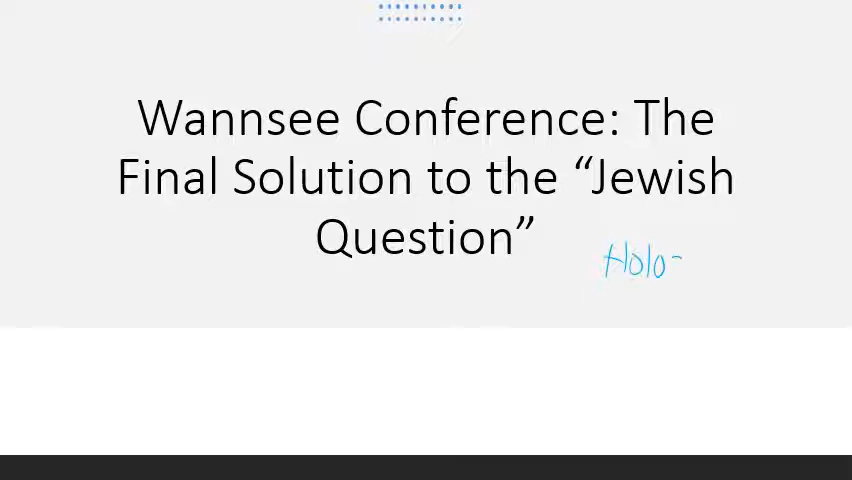 Wannsee Conference: The
Final Solution to the “Jewish
Question”
Holo-